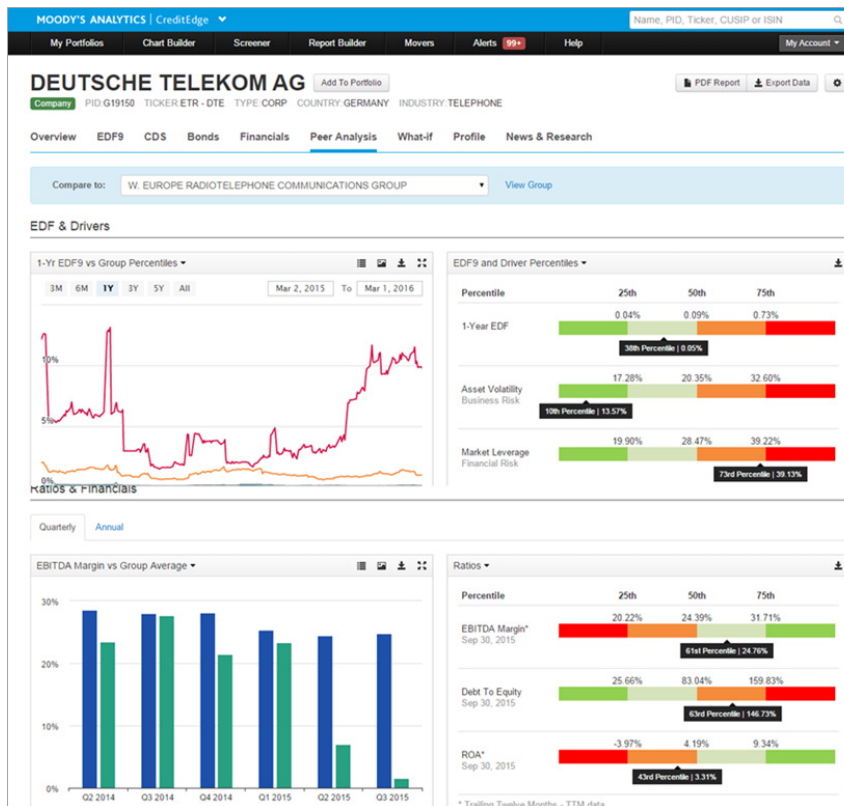 MOODY'S ANALYTICS | CreditEdge
Name, PID, Ticker, CUSIP or ISIN
My Portfolios Chart Builder Screener Report Builder Movers Alerts 99+ Help My Account
DEUTSCHE TELEKOM AG Add To Portfolio PDF Report Export Data
Company PID:G19150 TICKER:ETR - DTE TYPE:CORP COUNTRY:GERMANY INDUSTRY:TELEPHONE
Overview EDF9 CDS Bonds Financials Peer Analysis What-if Profile News & Research
Compare to: W. EUROPE RADIOTELEPHONE COMMUNICATIONS GROUP View Group
EDF & Drivers
1-Yr EDF9 vs Group Percentiles
3M 6M 1Y 3Y 5Y All Mar 2, 2015 To Mar 1, 2016
10%
5%
0%
EDF9 and Driver Percentiles
Percentile 25th 50th 75th
0.04% 0.09% 0.73%
1-Year EDF
38th Percentile | 0.05%
17.28% 20.35% 32.60%
Asset Volatility
Business Risk
10th Percentile | 13.57%
19.90% 28.47% 39.22%
Market Leverage
Financial Risk
73rd Percentile | 39.13%
Ratios & Financials
Quarterly Annual
EBITDA Margin vs Group Average
30%
20%
10%
0%
Q2 2014 Q3 2014 Q4 2014 Q1 2015 Q2 2015 Q3 2015
Ratios
Percentile 25th 50th 75th
20.22% 24.39% 31.71%
EBITDA Margin*
Sep 30, 2015
61st Percentile | 24.76%
25.66% 83.04% 159.83%
Debt To Equity
Sep 30, 2015
63rd Percentile | 146.73%
-3.97% 4.19% 9.34%
ROA*
Sep 30, 2015
43rd Percentile | 3.31%
* Trailing Twelve Months - TTM data